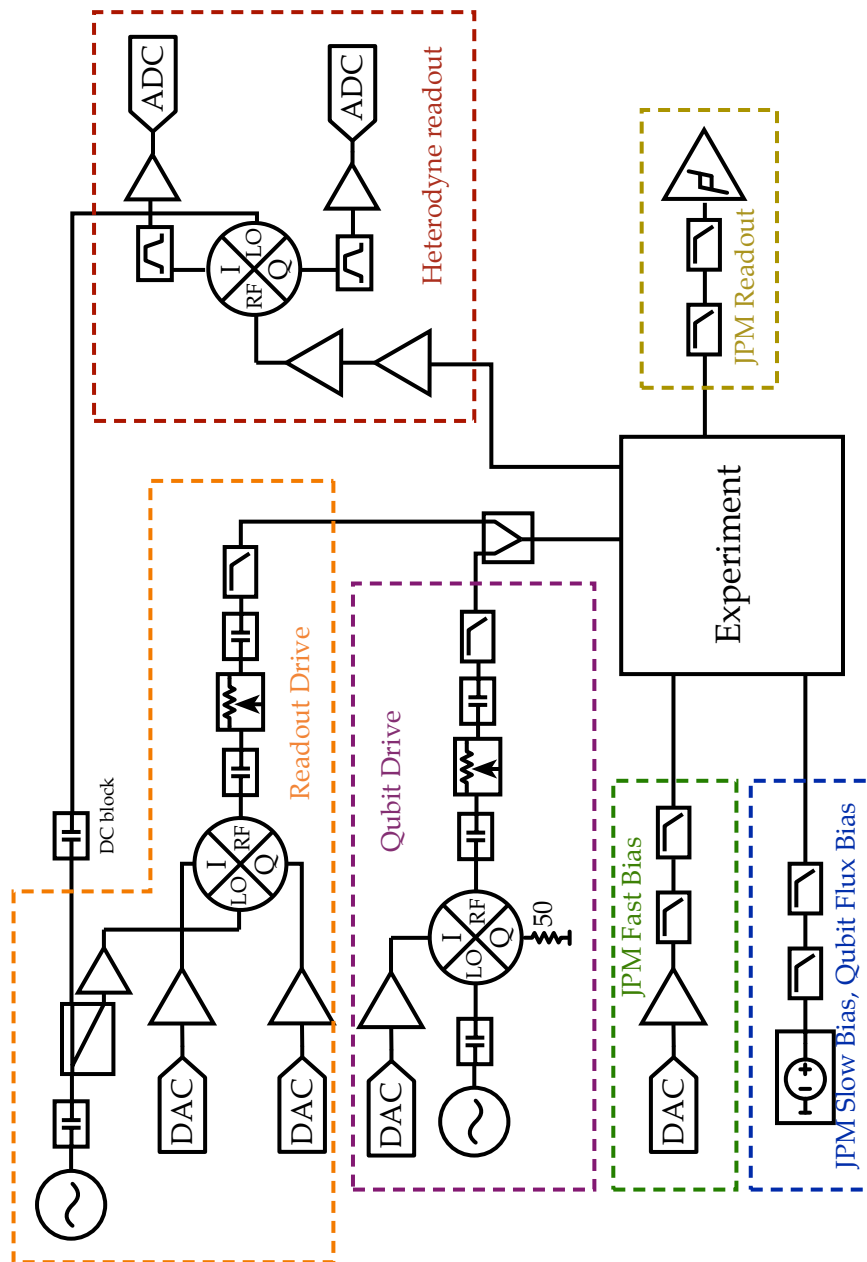 ADC
ADC
I
LO
RF
Q
Heterodyne readout
JPM Readout
Experiment
DC block
Readout Drive
I
RF
LO
Q
DAC
DAC
Qubit Drive
I
RF
LO
Q
50
DAC
JPM Fast Bias
DAC
JPM Slow Bias, Qubit Flux Bias